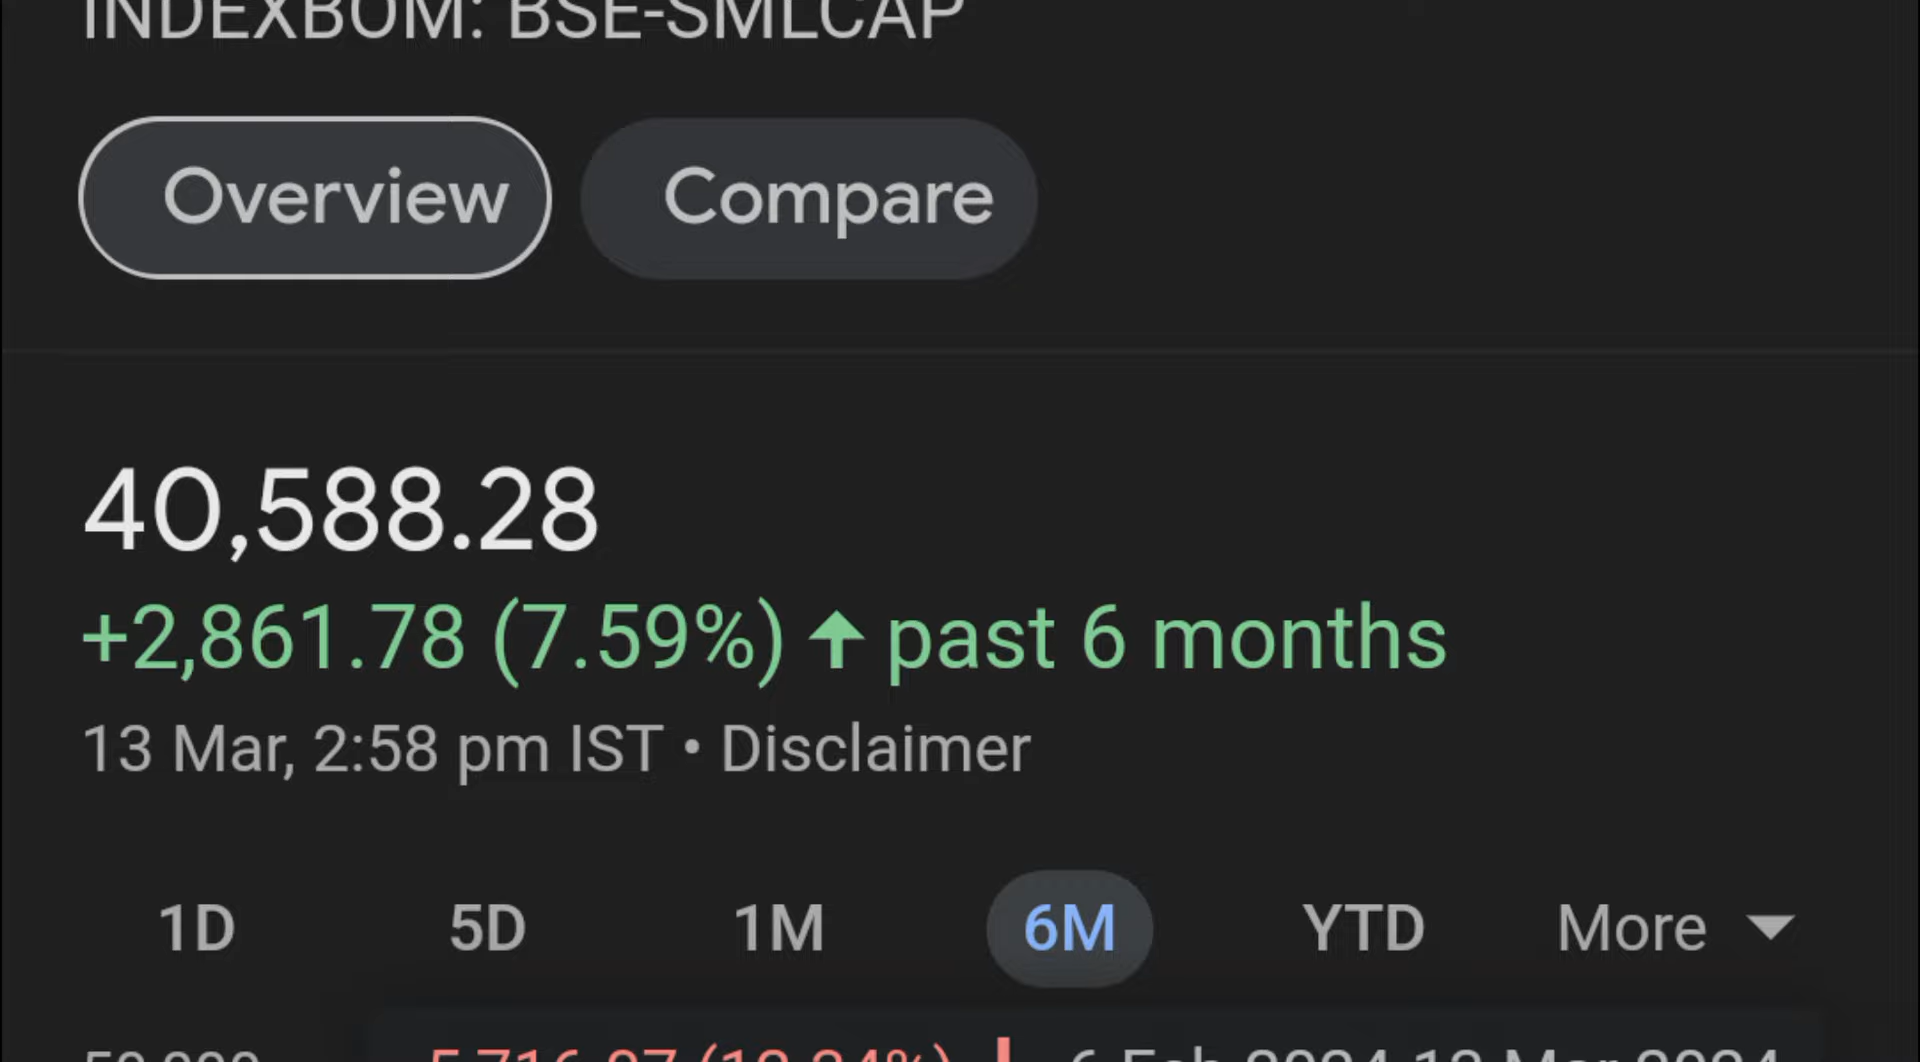 INDEXBOM: BSE-SMLCAP
Overview Compare
40,588.28
+2,861.78 (7.59%) ↑ past 6 months
13 Mar, 2:58 pm IST • Disclaimer
1D 5D 1M 6M YTD More